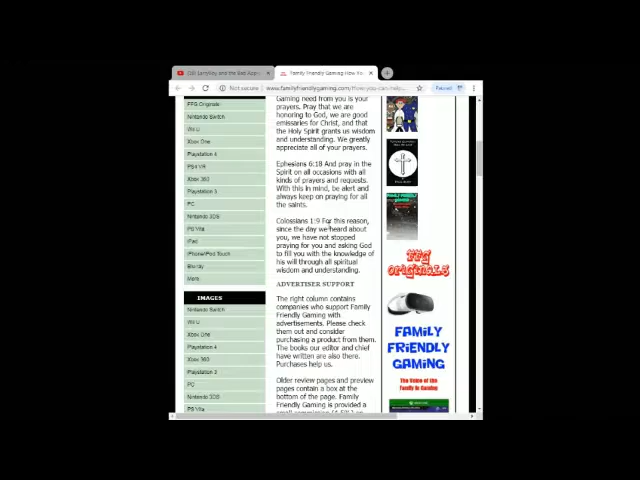 Family Friendly Gaming How Yo
Not secure
www.familyfriendlygaming.com/How-you-can-help...
Paused
FFG Originals
Nintendo Switch
Wii U
Xbox One
Playstation 4
PS4 VR
Xbox 360
Playstation 3
PC
Nintendo 3DS
PS Vita
iPad
iPhone/iPod Touch
Blu-ray
More
IMAGES
Nintendo Switch
Wii U
Xbox One
Playstation 4
Xbox 360
Playstation 3
PC
Nintendo 3DS
PS Vita
Gaming need from you is your
prayers. Pray that we are
honoring to God, we are good
emissaries for Christ, and that
the Holy Spirit grants us wisdom
and understanding. We greatly
appreciate all of your prayers.
Ephesians 6:18 And pray in the
Spirit on all occasions with all
kinds of prayers and requests.
With this in mind, be alert and
always keep on praying for all
the saints.
Colossians 1:9 For this reason,
since the day we heard about
you, we have not stopped
praying for you and asking God
to fill you with the knowledge of
his will through all spiritual
wisdom and understanding.
ADVERTISER SUPPORT
The right column contains
companies who support Family
Friendly Gaming with
advertisements. Please check
them out and consider
purchasing a product from them.
The books our editor and chief
have written are also there.
Purchases help us.
Older review pages and preview
pages contain a box at the
bottom of the page. Family
Friendly Gaming is provided a
FFG
ORIGINALS
FAMILY
FRIENDLY
GAMING
The Voice of the
Family in Gaming